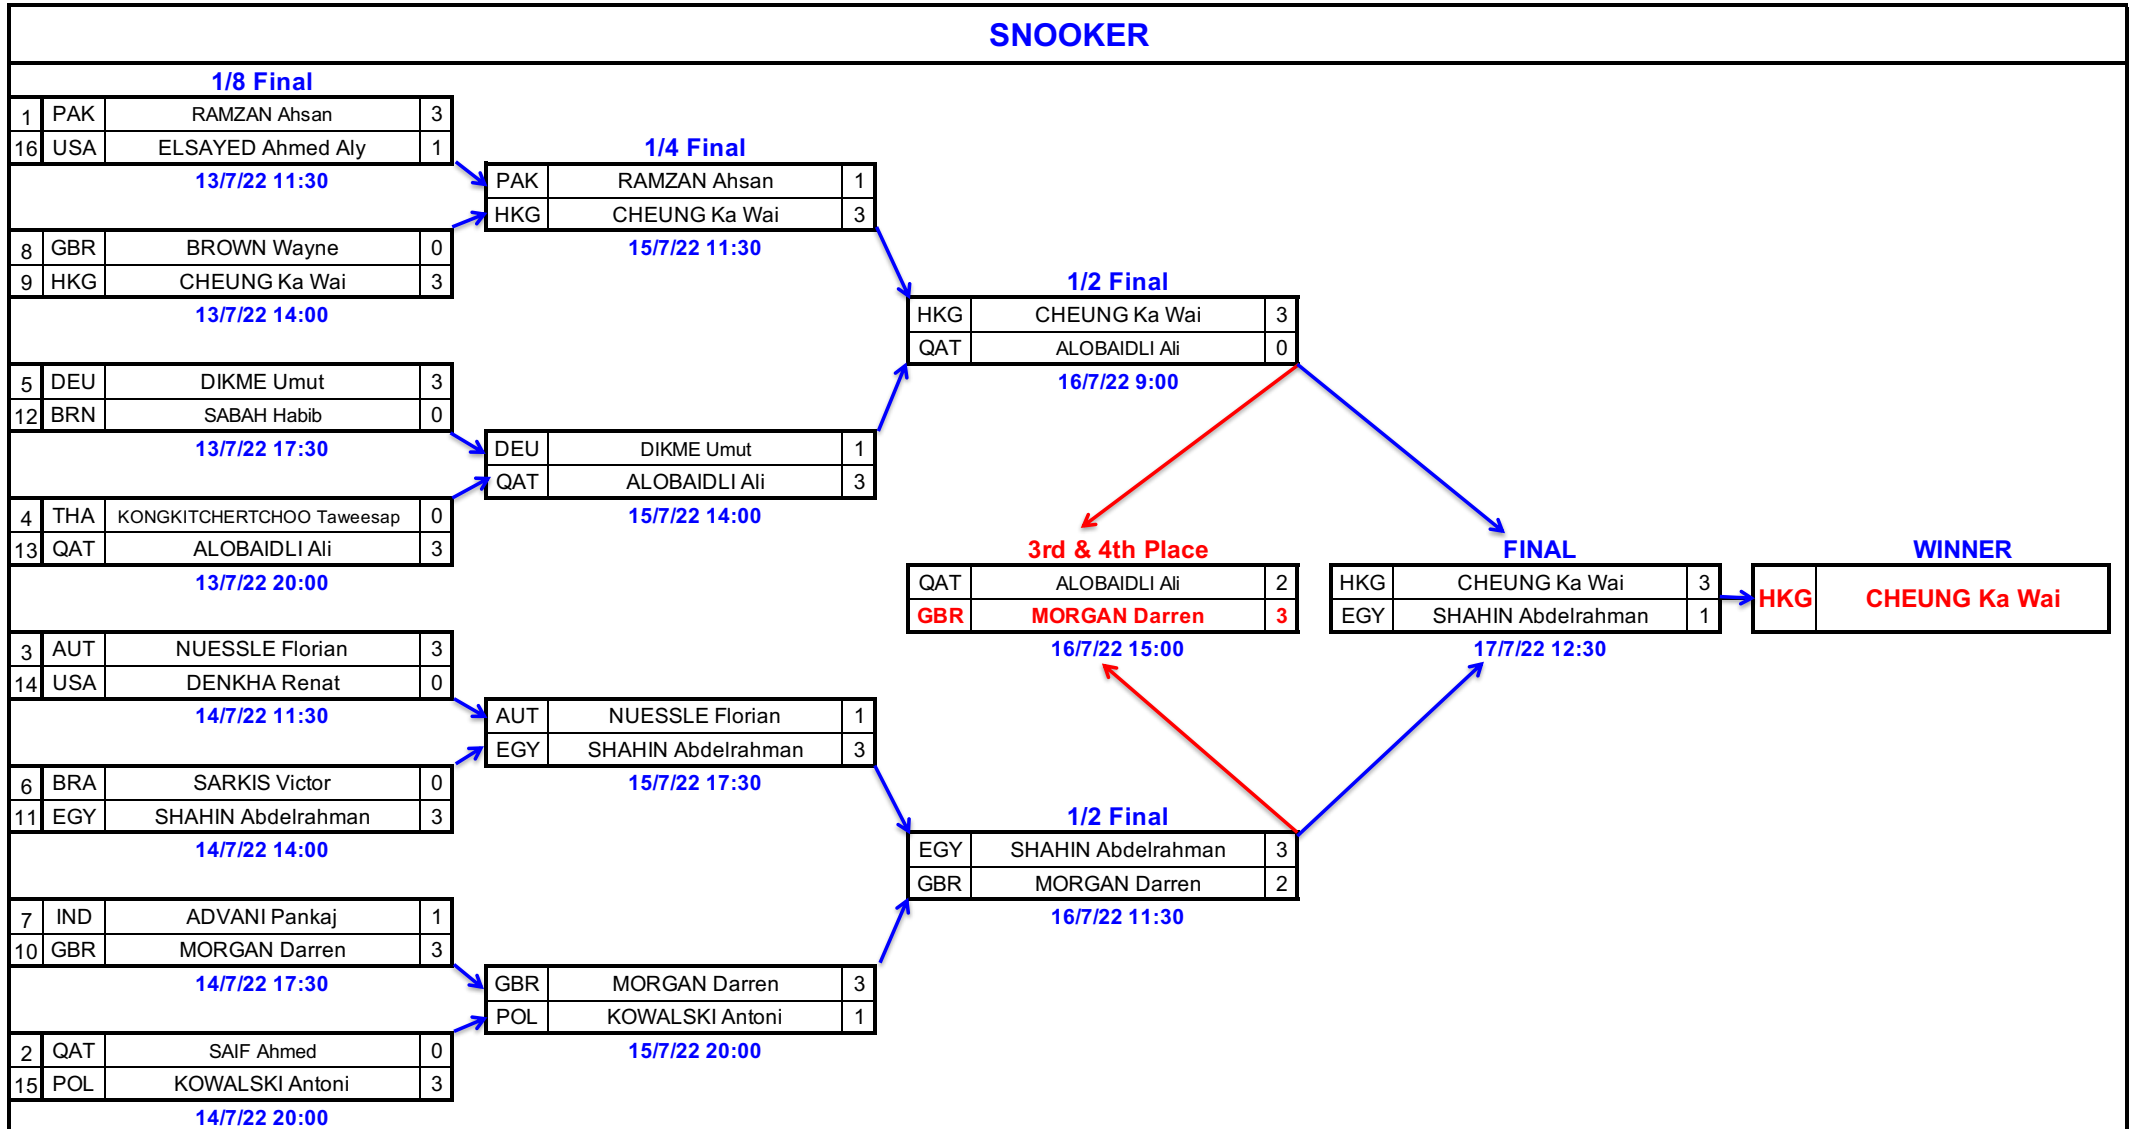 SNOOKER
1/8 Final
1 PAK RAMZAN Ahsan 3
16 USA ELSAYED Ahmed Aly 1
13/7/22 11:30
8 GBR BROWN Wayne 0
9 HKG CHEUNG Ka Wai 3
13/7/22 14:00
5 DEU DIKME Umut 3
12 BRN SABAH Habib 0
13/7/22 17:30
4 THA KONGKITCHERTCHOO Taweesap 0
13 QAT ALOBAIDLI Ali 3
13/7/22 20:00
3 AUT NUESSLE Florian 3
14 USA DENKHA Renat 0
14/7/22 11:30
6 BRA SARKIS Victor 0
11 EGY SHAHIN Abdelrahman 3
14/7/22 14:00
7 IND ADVANI Pankaj 1
10 GBR MORGAN Darren 3
14/7/22 17:30
2 QAT SAIF Ahmed 0
15 POL KOWALSKI Antoni 3
14/7/22 20:00
1/4 Final
PAK RAMZAN Ahsan 1
HKG CHEUNG Ka Wai 3
15/7/22 11:30
DEU DIKME Umut 1
QAT ALOBAIDLI Ali 3
15/7/22 14:00
AUT NUESSLE Florian 1
EGY SHAHIN Abdelrahman 3
15/7/22 17:30
GBR MORGAN Darren 3
POL KOWALSKI Antoni 1
15/7/22 20:00
1/2 Final
HKG CHEUNG Ka Wai 3
QAT ALOBAIDLI Ali 0
16/7/22 9:00
3rd & 4th Place
QAT ALOBAIDLI Ali 2
GBR MORGAN Darren 3
16/7/22 15:00
1/2 Final
EGY SHAHIN Abdelrahman 3
GBR MORGAN Darren 2
16/7/22 11:30
FINAL
HKG CHEUNG Ka Wai 3
EGY SHAHIN Abdelrahman 1
17/7/22 12:30
WINNER
HKG CHEUNG Ka Wai